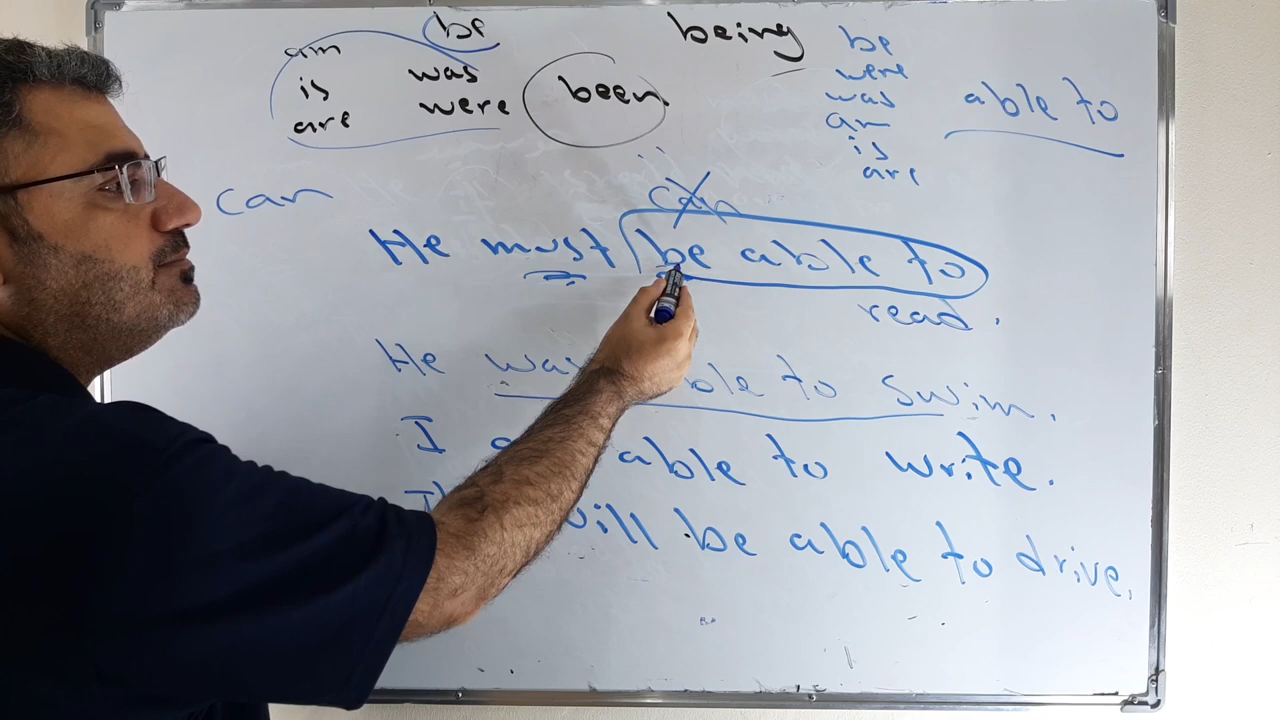 be
being
am
is
are
was
were
been
be
were
was
am
is
are
able to
can
can
He must be able to
read.
He was able to swim.
I able to write.
will be able to drive.